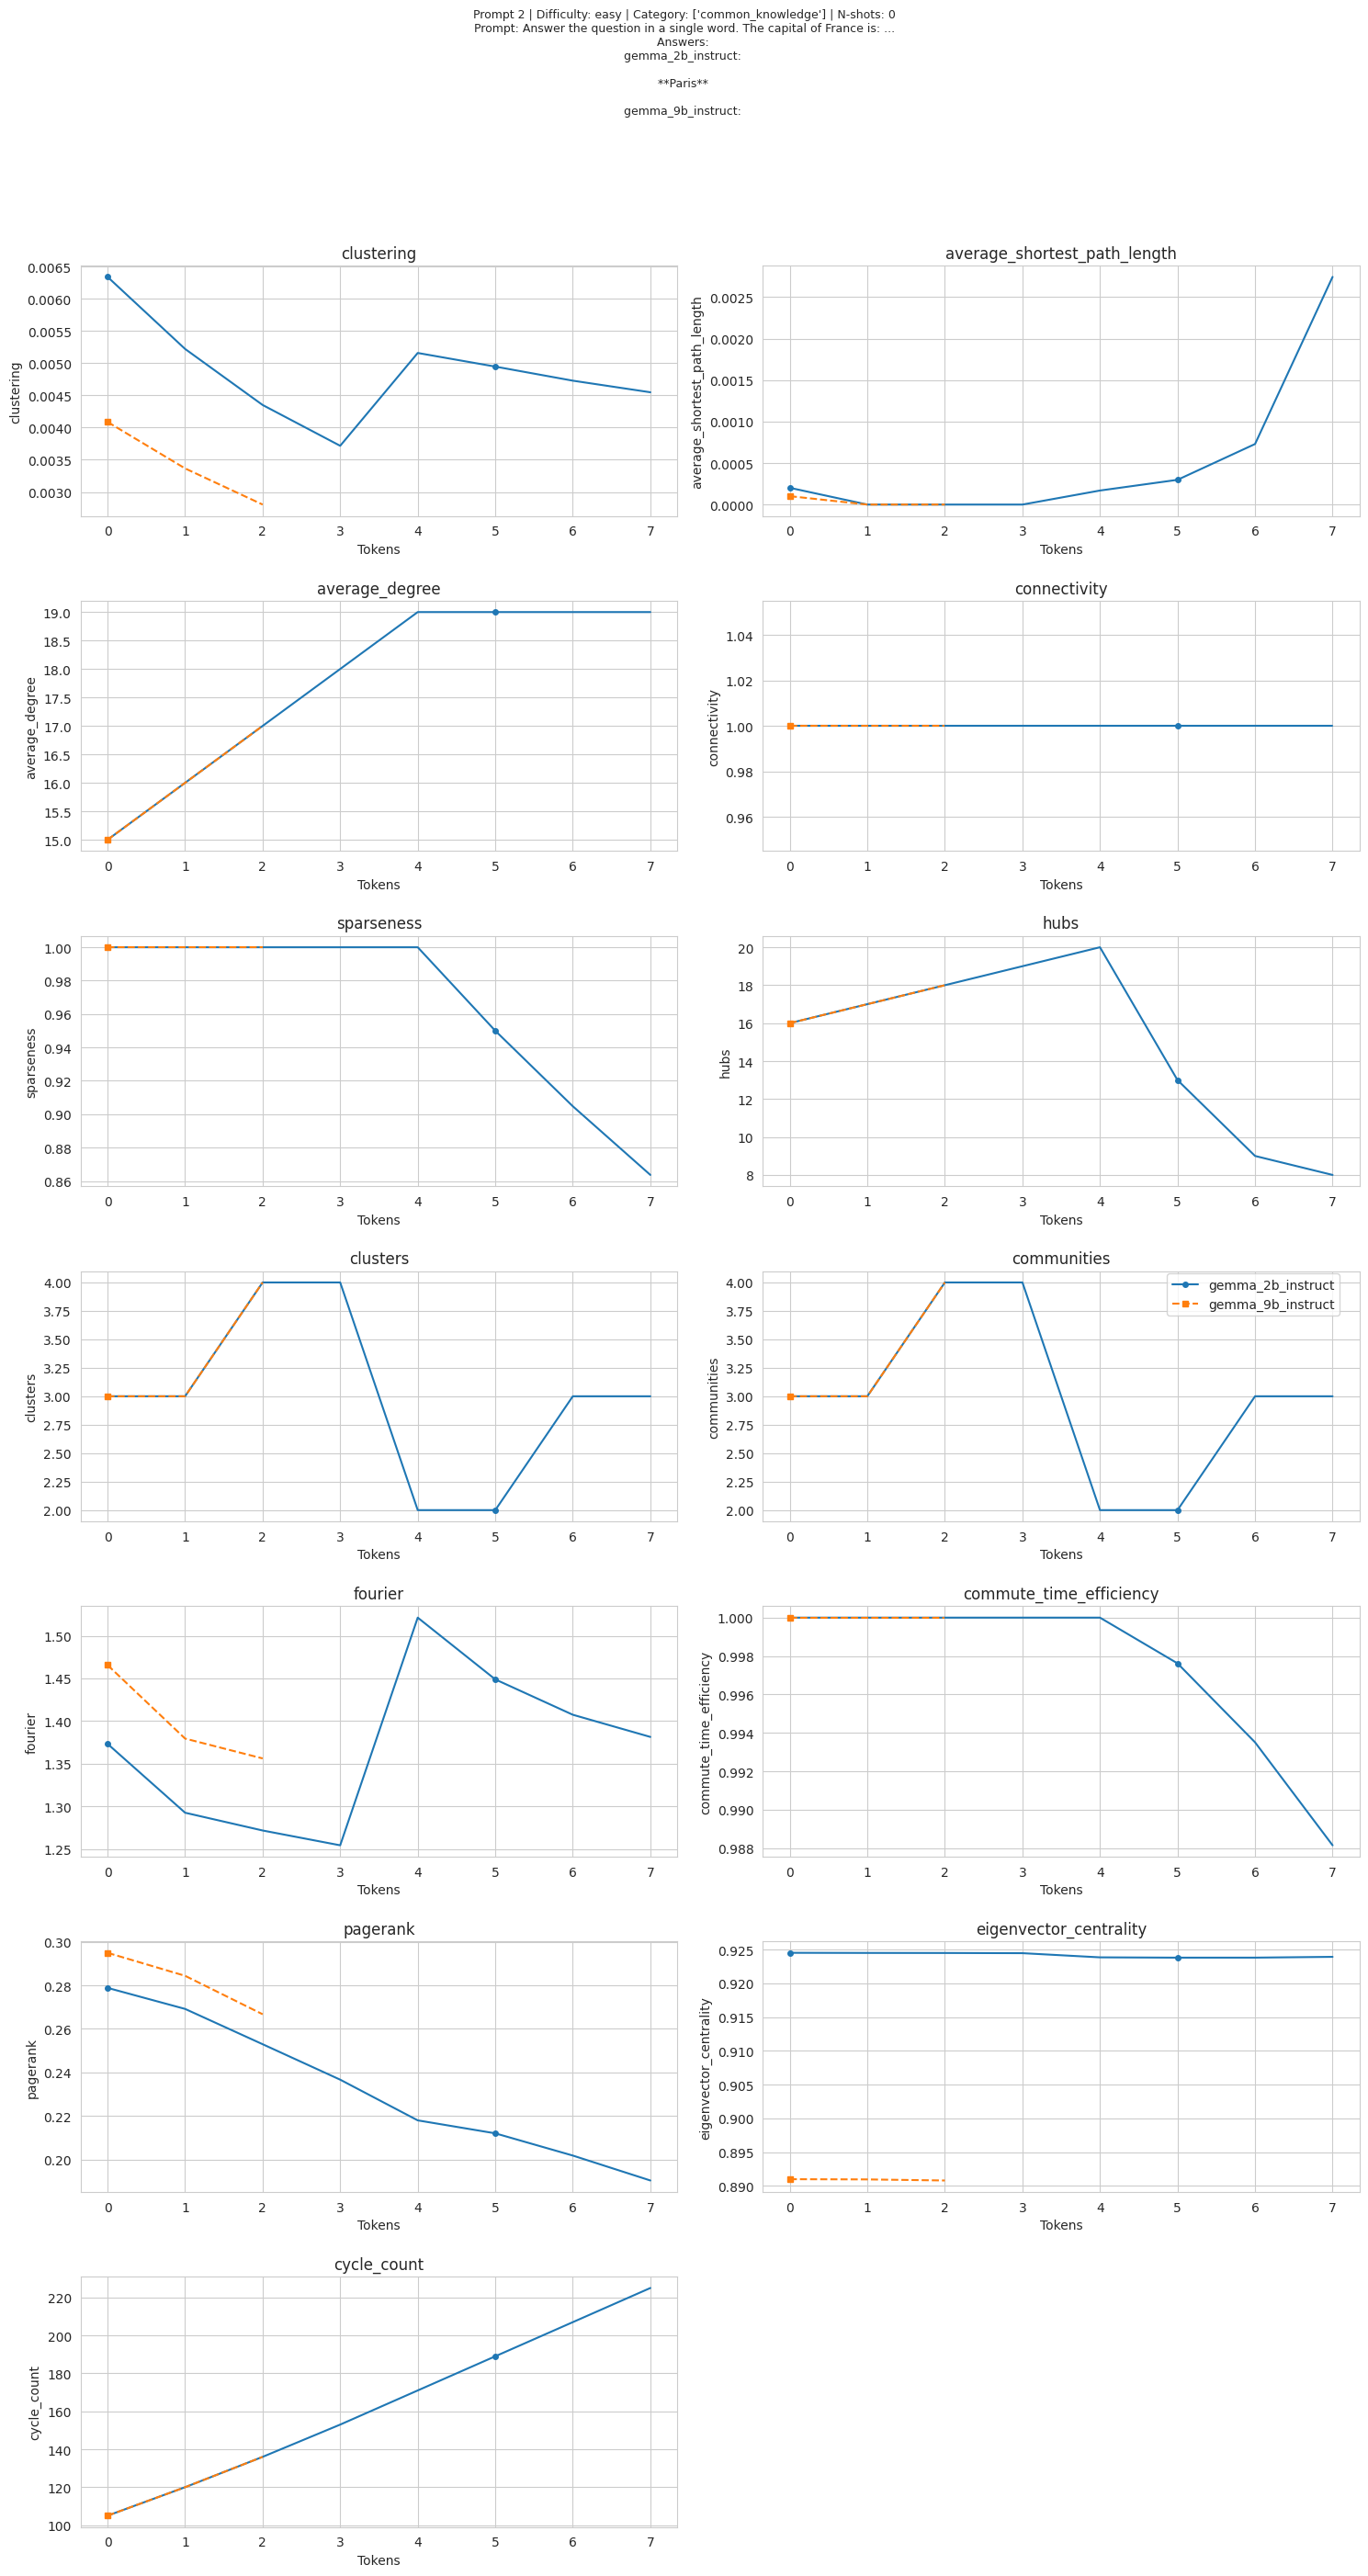 Prompt 2 | Difficulty: easy | Category: ['common_knowledge'] | N-shots: 0
Prompt: Answer the question in a single word. The capital of France is: ...
Answers:
gemma_2b_instruct:
**Paris**
gemma_9b_instruct:
clustering
clustering
0.0065
0.0060
0.0055
0.0050
0.0045
0.0040
0.0035
0.0030
0 1 2 3 4 5 6 7
Tokens
average_shortest_path_length
average_shortest_path_length
0.0025
0.0020
0.0015
0.0010
0.0005
0.0000
0 1 2 3 4 5 6 7
Tokens
average_degree
average_degree
19.0
18.5
18.0
17.5
17.0
16.5
16.0
15.5
15.0
0 1 2 3 4 5 6 7
Tokens
connectivity
connectivity
1.04
1.02
1.00
0.98
0.96
0 1 2 3 4 5 6 7
Tokens
sparseness
sparseness
1.00
0.98
0.96
0.94
0.92
0.90
0.88
0.86
0 1 2 3 4 5 6 7
Tokens
hubs
hubs
20
18
16
14
12
10
8
0 1 2 3 4 5 6 7
Tokens
clusters
clusters
4.00
3.75
3.50
3.25
3.00
2.75
2.50
2.25
2.00
0 1 2 3 4 5 6 7
Tokens
communities
communities
4.00
3.75
3.50
3.25
3.00
2.75
2.50
2.25
2.00
gemma_2b_instruct
gemma_9b_instruct
0 1 2 3 4 5 6 7
Tokens
fourier
fourier
1.50
1.45
1.40
1.35
1.30
1.25
0 1 2 3 4 5 6 7
Tokens
commute_time_efficiency
commute_time_efficiency
1.000
0.998
0.996
0.994
0.992
0.990
0.988
0 1 2 3 4 5 6 7
Tokens
pagerank
pagerank
0.30
0.28
0.26
0.24
0.22
0.20
0 1 2 3 4 5 6 7
Tokens
eigenvector_centrality
eigenvector_centrality
0.925
0.920
0.915
0.910
0.905
0.900
0.895
0.890
0 1 2 3 4 5 6 7
Tokens
cycle_count
cycle_count
220
200
180
160
140
120
100
0 1 2 3 4 5 6 7
Tokens